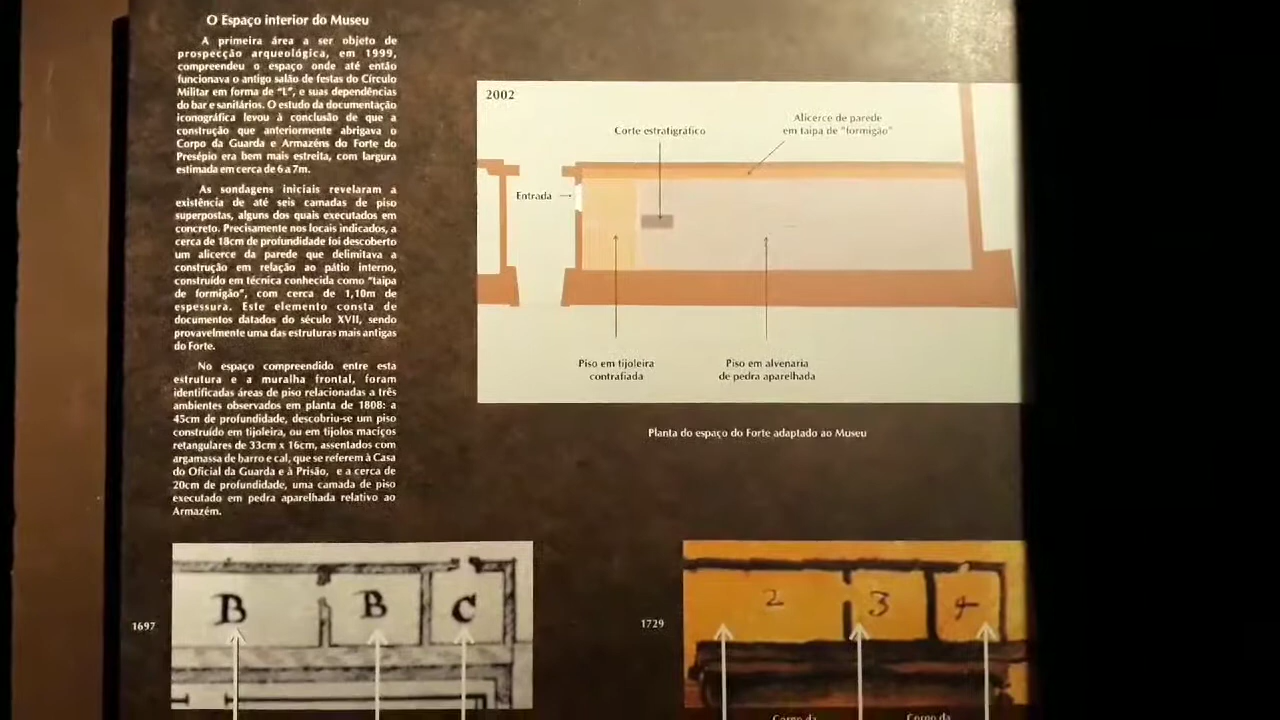 O Espaço interior do Museu
A primeira área a ser objeto de
prospecção arqueológica, em 1999,
compreendeu o espaço onde até então
funcionava o antigo salão de festas do Círculo
Militar em forma de "L", e suas dependências
do bar e sanitários. O estudo da documentação
iconográfica levou à conclusão de que a
construção que anteriormente abrigava o
Corpo da Guarda e Armazéns do Forte do
Presépio era bem mais estreita, com largura
estimada em cerca de 6 a 7m.
As sondagens iniciais revelaram a
existência de até seis camadas de piso
superpostas, alguns dos quais executados em
concreto. Precisamente nos locais indicados, a
cerca de 18cm de profundidade foi descoberto
um alicerce da parede que delimitava a
construção em relação ao pátio interno,
construído em técnica conhecida como "taipa
de formigão", com cerca de 1,10m de
espessura. Este elemento consta de
documentos datados do século XVII, sendo
provavelmente uma das estruturas mais antigas
do Forte.
No espaço compreendido entre esta
estrutura e a muralha frontal, foram
identificadas áreas de piso relacionadas a três
ambientes observados em planta de 1808: a
45cm de profundidade, descobriu-se um piso
construído em tijoleira, ou em tijolos maciços
retangulares de 33cm x 16cm, assentados com
argamassa de barro e cal, que se referem à Casa
do Oficial da Guarda e à Prisão, e a cerca de
20cm de profundidade, uma camada de piso
executado em pedra aparelhada relativo ao
Armazém.
2002
Corte estratigráfico
Alicerce de parede
em taipa de "formigão"
Entrada
Piso em tijoleira
contrafiada
Piso em alvenaria
de pedra aparelhada
Planta do espaço do Forte adaptado ao Museu
1697
B
B
C
1729
2
3
4
Corpo da
Corpo da